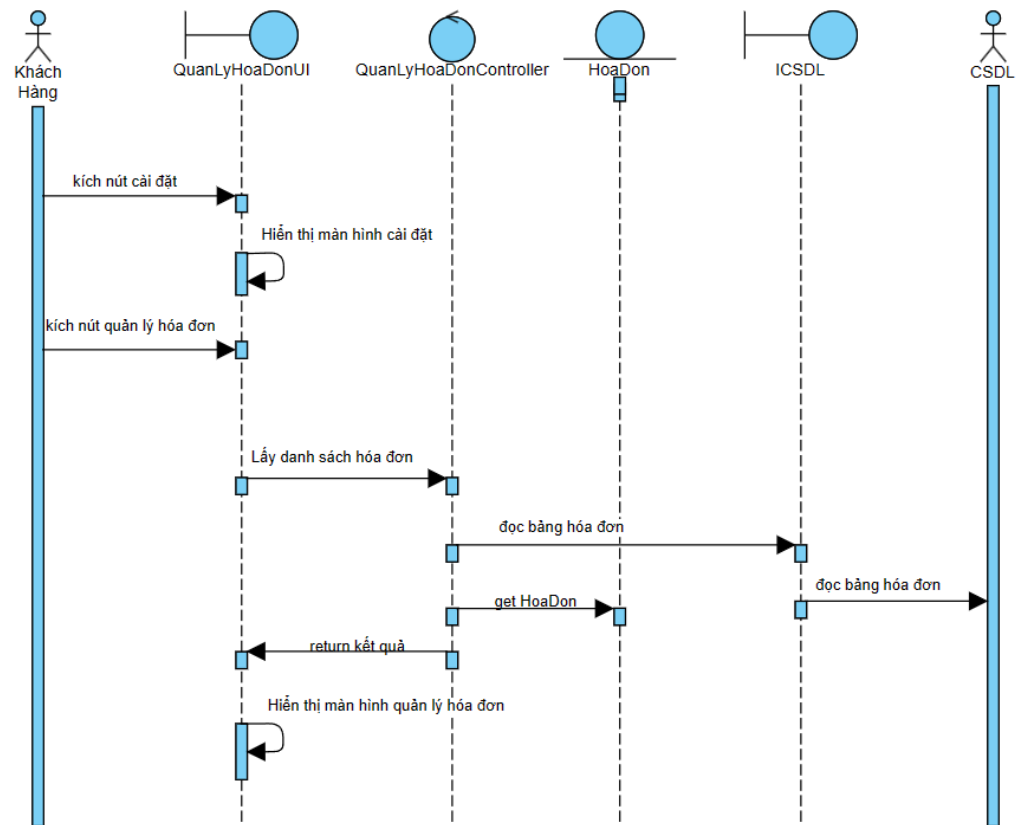 Khách
Hàng
QuanLyHoaDonUI
QuanLyHoaDonController
HoaDon
ICSDL
CSDL
kích nút cài đặt
Hiển thị màn hình cài đặt
kích nút quản lý hóa đơn
Lấy danh sách hóa đơn
đọc bảng hóa đơn
đọc bảng hóa đơn
get HoaDon
return kết quả
Hiển thị màn hình quản lý hóa đơn